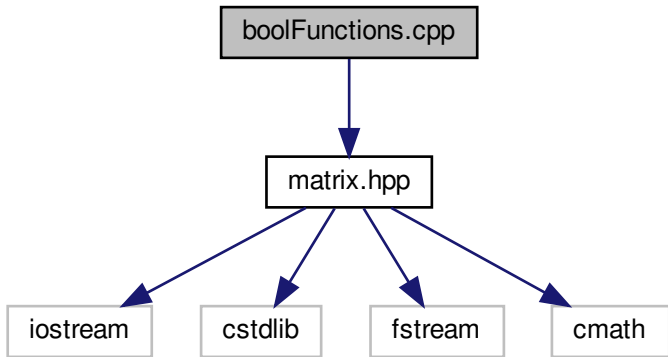 boolFunctions.cpp
matrix.hpp
iostream
cstdlib
fstream
cmath